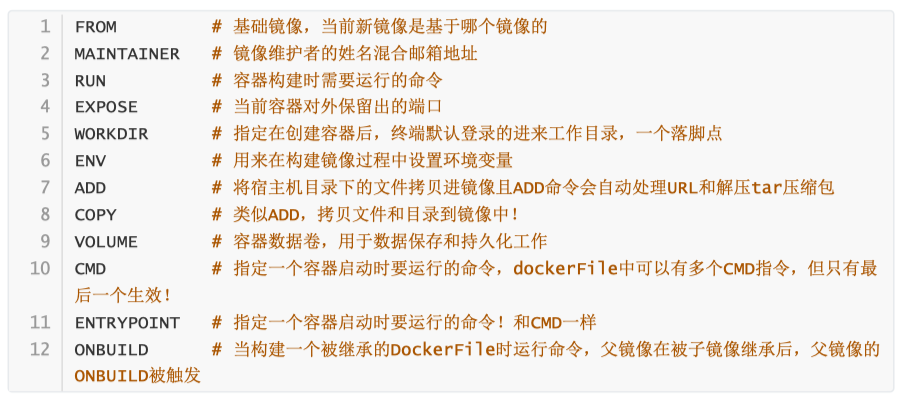 1 FROM # 基础镜像，当前新镜像是基于哪个镜像的
2 MAINTAINER # 镜像维护者的姓名混合邮箱地址
3 RUN # 容器构建时需要运行的命令
4 EXPOSE # 当前容器对外保留出的端口
5 WORKDIR # 指定在创建容器后，终端默认登录的进来工作目录，一个落脚点
6 ENV # 用来在构建镜像过程中设置环境变量
7 ADD # 将宿主机目录下的文件拷贝进镜像且ADD命令会自动处理URL和解压tar压缩包
8 COPY # 类似ADD，拷贝文件和目录到镜像中！
9 VOLUME # 容器数据卷，用于数据保存和持久化工作
10 CMD # 指定一个容器启动时要运行的命令，dockerFile中可以有多个CMD指令，但只有最
后一个生效！
11 ENTRYPOINT # 指定一个容器启动时要运行的命令！和CMD一样
12 ONBUILD # 当构建一个被继承的DockerFile时运行命令，父镜像在被子镜像继承后，父镜像的
ONBUILD被触发